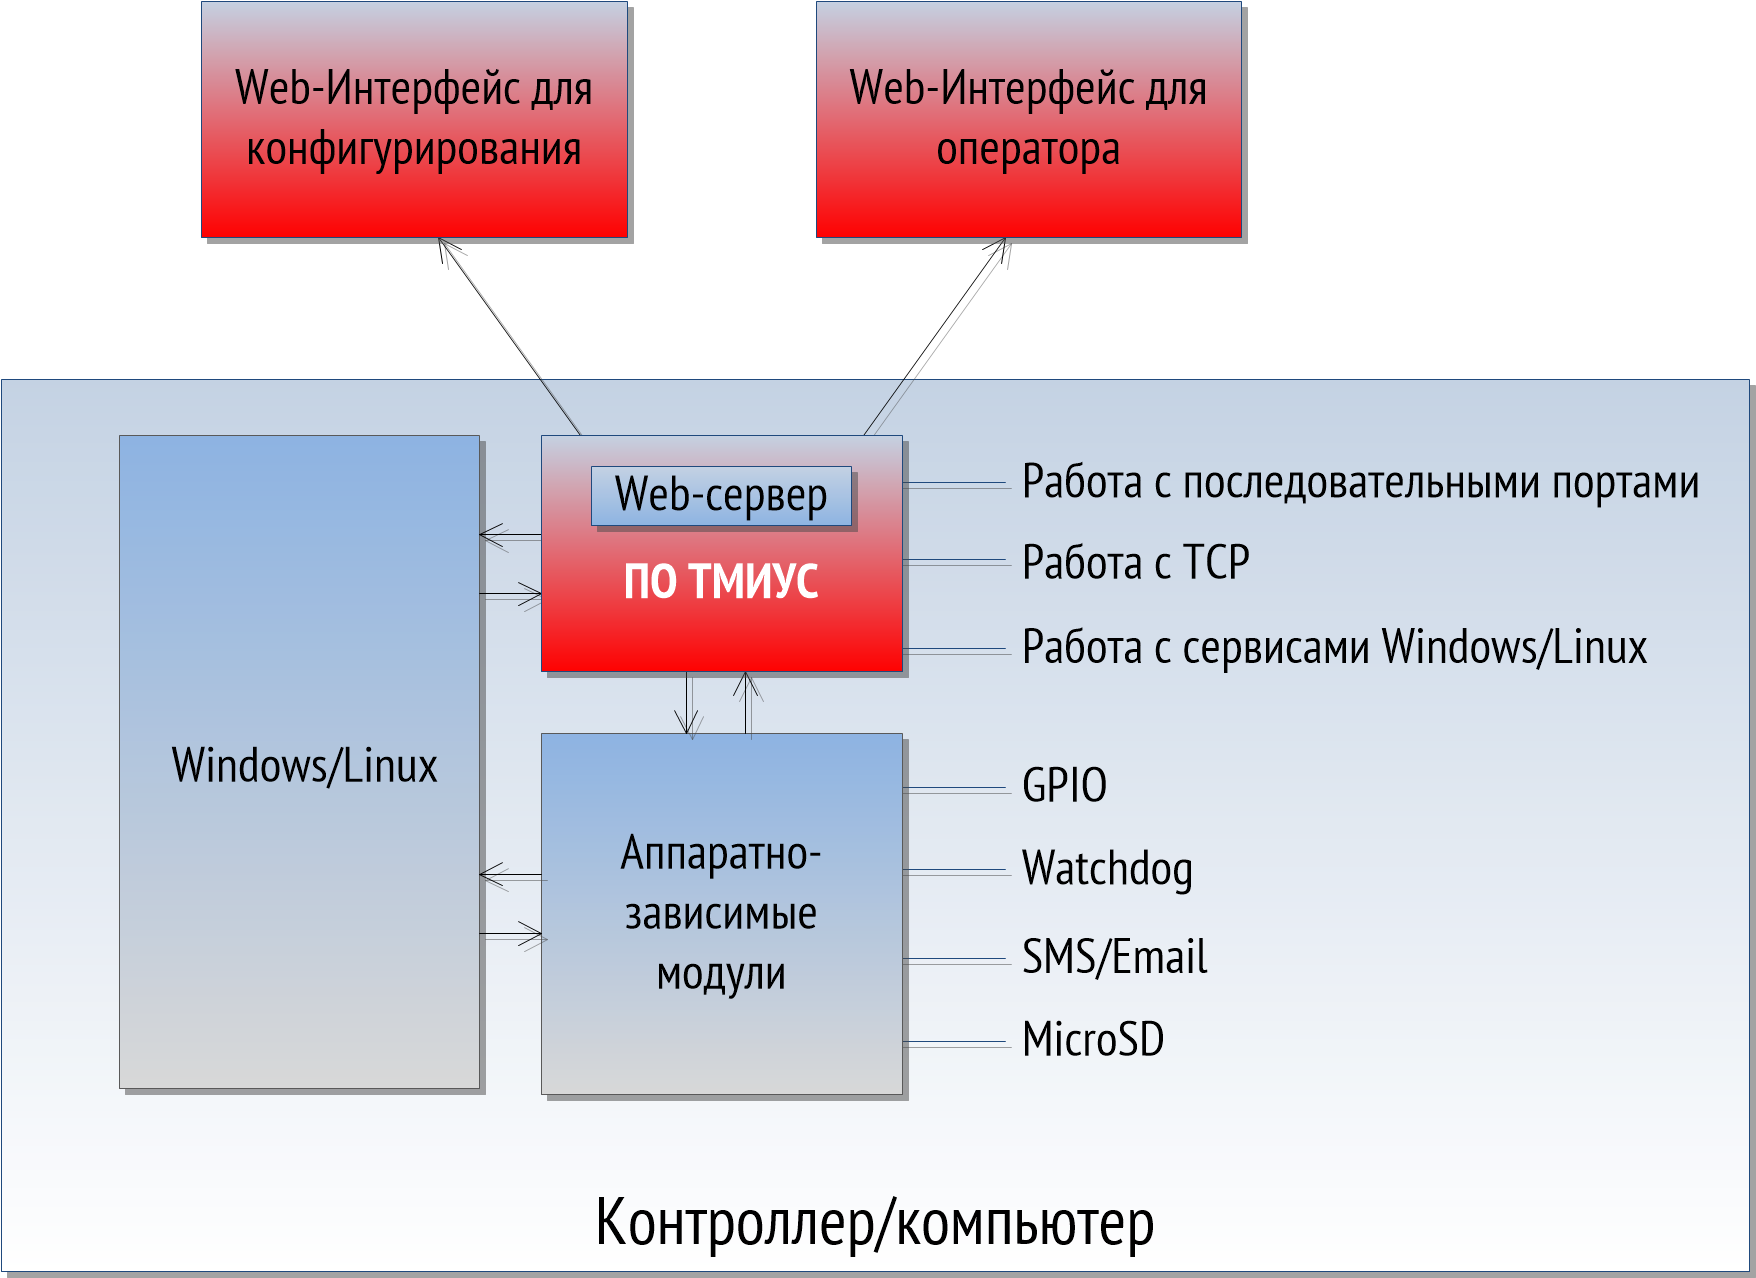 Web-Интерфейс для
конфигурирования
Web-Интерфейс для
оператора
Web-сервер
ПО ТМИУС
Работа с последовательными портами
Работа с TCP
Работа с сервисами Windows/Linux
Windows/Linux
Аппаратно-
зависимые
модули
GPIO
Watchdog
SMS/Email
MicroSD
Контроллер/компьютер